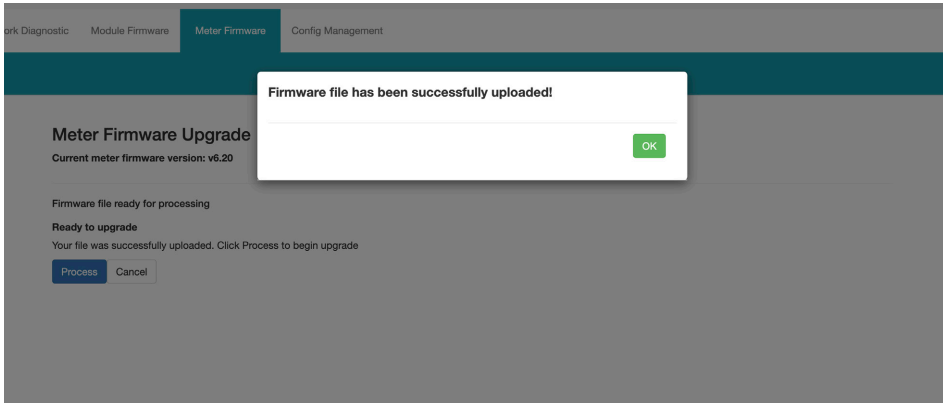 ork Diagnostic Module Firmware Meter Firmware Config Management
Firmware file has been successfully uploaded!
OK
Meter Firmware Upgrade
Current meter firmware version: v6.20
Firmware file ready for processing
Ready to upgrade
Your file was successfully uploaded. Click Process to begin upgrade
Process Cancel